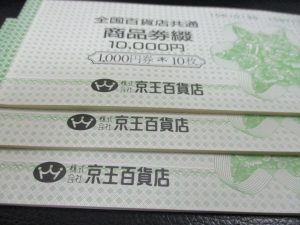 全国百貨店共通
商品券綴
10,000円
1,000円券＊10枚
株式会社 京王百貨店
株式会社 京王百貨店
株式会社 京王百貨店